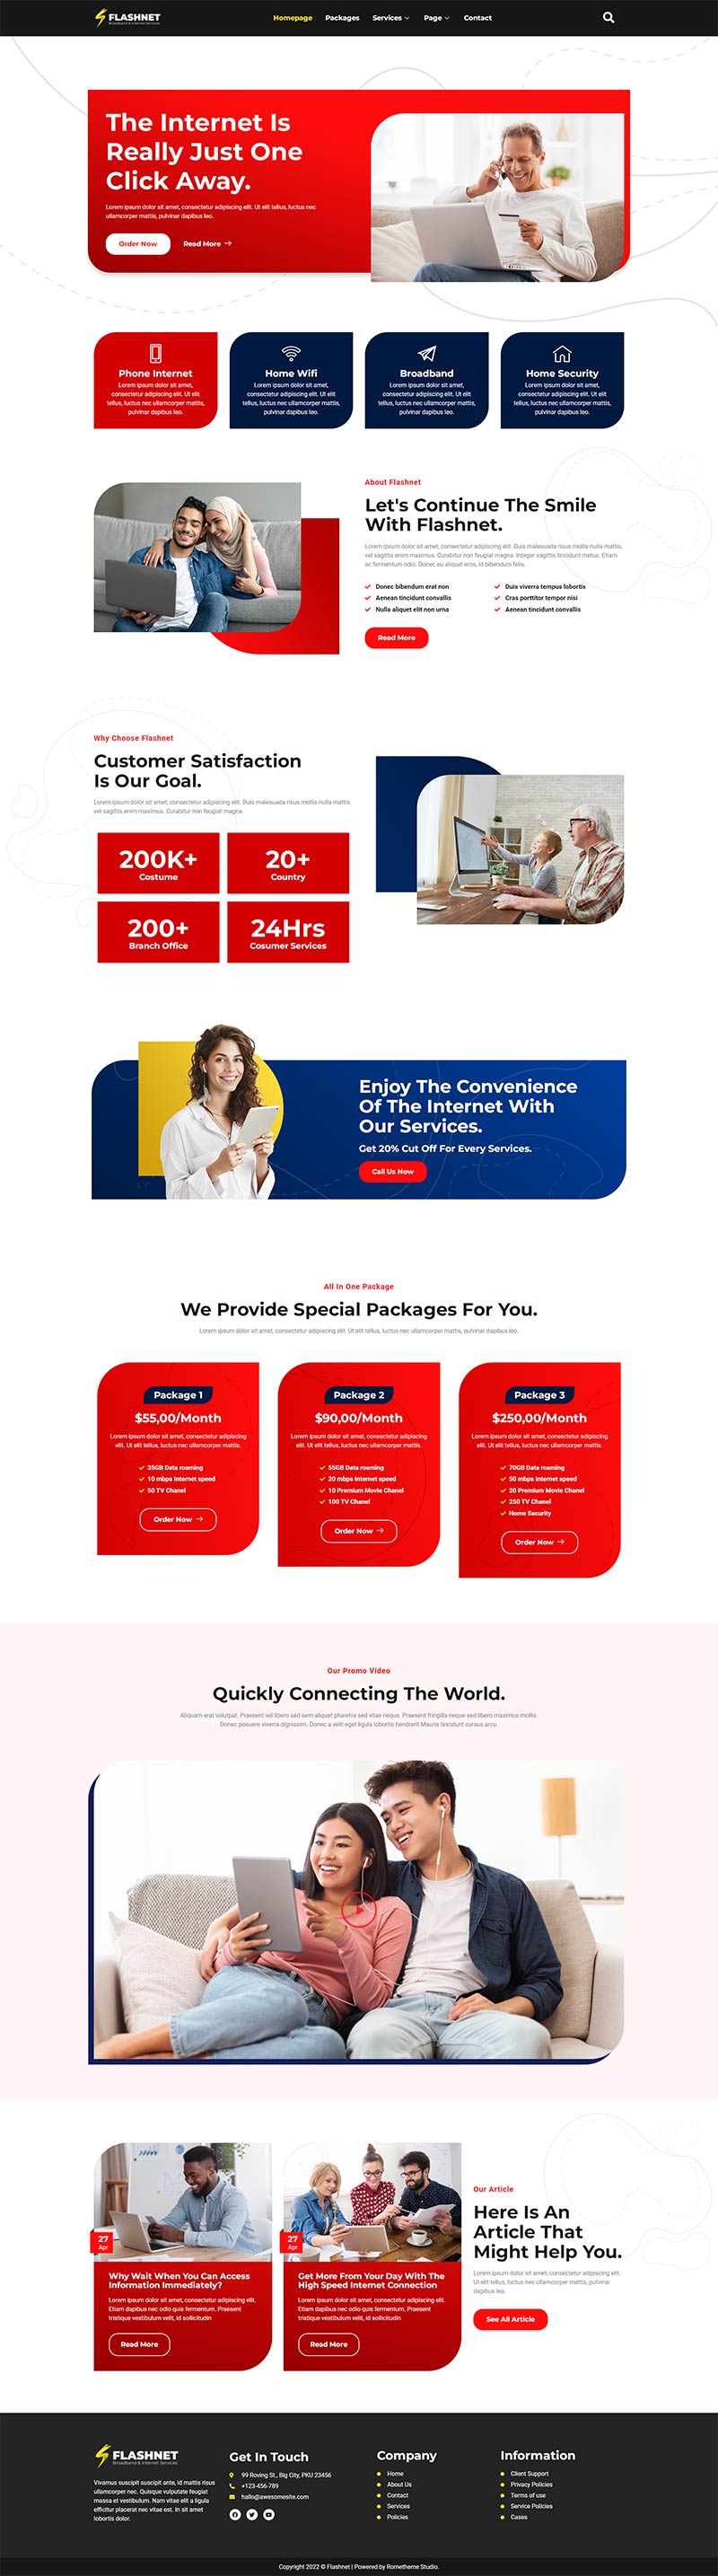 FLASHNET
Broadband & Internet Services
Homepage Packages Services Page Contact
The Internet Is
Really Just One
Click Away.
Lorem ipsum dolor sit amet, consectetur adipiscing elit. Ut elit tellus, luctus nec
ullamcorper mattis, pulvinar dapibus leo.
Order Now Read More
Phone Internet
Lorem ipsum dolor sit amet,
consectetur adipiscing elit. Ut elit
tellus, luctus nec ullamcorper mattis,
pulvinar dapibus leo.
Home Wifi
Lorem ipsum dolor sit amet,
consectetur adipiscing elit. Ut elit
tellus, luctus nec ullamcorper mattis,
pulvinar dapibus leo.
Broadband
Lorem ipsum dolor sit amet,
consectetur adipiscing elit. Ut elit
tellus, luctus nec ullamcorper mattis,
pulvinar dapibus leo.
Home Security
Lorem ipsum dolor sit amet,
consectetur adipiscing elit. Ut elit
tellus, luctus nec ullamcorper mattis,
pulvinar dapibus leo.
About Flashnet
Let's Continue The Smile
With Flashnet.
Lorem ipsum dolor sit amet, consectetur adipiscing elit. Duis malesuada risus mollis nulla mattis,
vel sagittis enim maximus. Curabitur non feugiat magna. Integer sagittis tincidunt metus. Etiam
ac fermentum odio. Donec eu aliquet eros, id bibendum felis.
Donec bibendum erat non
Aenean tincidunt convallis
Nulla aliquet elit non urna
Duis viverra tempus lobortis
Cras porttitor tempor nisi
Aenean tincidunt convallis
Read More
Why Choose Flashnet
Customer Satisfaction
Is Our Goal.
Lorem ipsum dolor sit amet, consectetur adipiscing elit. Duis malesuada risus mollis nulla mattis,
vel sagittis enim maximus. Curabitur non feugiat magna.
200K+
Costume
20+
Country
200+
Branch Office
24Hrs
Cosumer Services
Enjoy The Convenience
Of The Internet With
Our Services.
Get 20% Cut Off For Every Services.
Call Us Now
All In One Package
We Provide Special Packages For You.
Lorem ipsum dolor sit amet, consectetur adipiscing elit. Ut elit tellus, luctus nec ullamcorper mattis, pulvinar dapibus leo.
Package 1
$55,00/Month
Lorem ipsum dolor sit amet, consectetur adipiscing
elit. Ut elit tellus, luctus nec ullamcorper mattis.
35GB Data roaming
10 mbps Internet speed
50 TV Chanel
Order Now
Package 2
$90,00/Month
Lorem ipsum dolor sit amet, consectetur adipiscing
elit. Ut elit tellus, luctus nec ullamcorper mattis.
55GB Data roaming
20 mbps Internet speed
10 Premium Movie Chanel
100 TV Chanel
Order Now
Package 3
$250,00/Month
Lorem ipsum dolor sit amet, consectetur adipiscing
elit. Ut elit tellus, luctus nec ullamcorper mattis.
70GB Data roaming
50 mbps Internet speed
20 Premium Movie Chanel
250 TV Chanel
Home Security
Order Now
Our Promo Video
Quickly Connecting The World.
Aliquam erat volutpat. Praesent vel libero sed sem aliquet pharetra sed vitae neque. Praesent fringilla neque sed libero maximus mollis.
Donec posuere viverra dignissim. Donec a velit eget ligula lobortis hendrerit Mauris tincidunt cursus arcu.
27
Apr
Why Wait When You Can Access
Information Immediately?
Lorem ipsum dolor sit amet, consectetur adipiscing elit.
Etiam dapibus nec odio quis ornare. Praesent
tristique vestibulum velit, id sollicitudin
Read More
27
Apr
Get More From Your Day With The
High Speed Internet Connection
Lorem ipsum dolor sit amet, consectetur adipiscing elit.
Etiam dapibus nec odio quis ornare. Praesent
tristique vestibulum velit, id sollicitudin
Read More
Our Article
Here Is An
Article That
Might Help You.
Lorem ipsum dolor sit amet, consectetur adipiscing elit.
Ut elit tellus, luctus nec ullamcorper mattis, pulvinar
dapibus leo.
See All Article
FLASHNET
Broadband & Internet Services
Vivamus suscipit suscipit ante, id mattis risus
ullamcorper nec. Quisque vulputate feugiat
massa et vestibulum. Nam vitae elit a ligula
efficitur placerat nec vitae est. In sit amet
lobortis dolor.
Get In Touch
99 Roving St., Big City, PKU 23456
+123-456-789
hallo@awesomesite.com
Company
Home
About Us
Contact
Services
Policies
Information
Client Support
Privacy Policies
Terms of use
Service Policies
Cases
Copyright 2022 © Flashnet | Powered by Rometheme Studio.